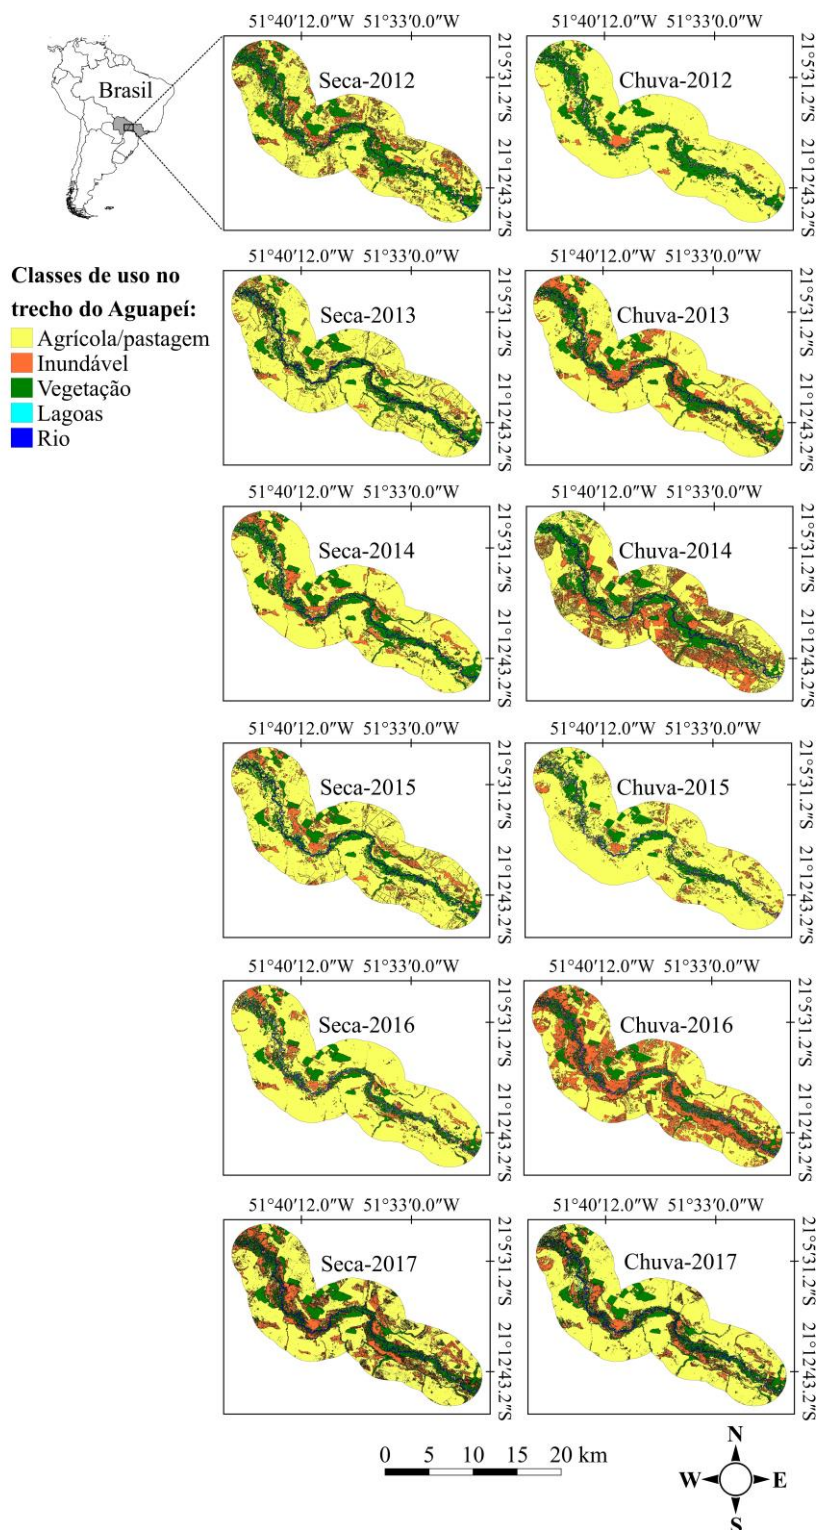 51°40′12.0″W 51°33′0.0″W 51°40′12.0″W 51°33′0.0″W
Brasil
Seca-2012
21°5′31.2″S
21°12′43.2″S
Chuva-2012
21°5′31.2″S
21°12′43.2″S
Classes de uso no
trecho do Aguapeí:
Agrícola/pastagem
Inundável
Vegetação
Lagoas
Rio
51°40′12.0″W 51°33′0.0″W 51°40′12.0″W 51°33′0.0″W
Seca-2013
21°5′31.2″S
21°12′43.2″S
Chuva-2013
21°5′31.2″S
21°12′43.2″S
51°40′12.0″W 51°33′0.0″W 51°40′12.0″W 51°33′0.0″W
Seca-2014
21°5′31.2″S
21°12′43.2″S
Chuva-2014
21°5′31.2″S
21°12′43.2″S
51°40′12.0″W 51°33′0.0″W 51°40′12.0″W 51°33′0.0″W
Seca-2015
21°5′31.2″S
21°12′43.2″S
Chuva-2015
21°5′31.2″S
21°12′43.2″S
51°40′12.0″W 51°33′0.0″W 51°40′12.0″W 51°33′0.0″W
Seca-2016
21°5′31.2″S
21°12′43.2″S
Chuva-2016
21°5′31.2″S
21°12′43.2″S
51°40′12.0″W 51°33′0.0″W 51°40′12.0″W 51°33′0.0″W
Seca-2017
21°5′31.2″S
21°12′43.2″S
Chuva-2017
21°5′31.2″S
21°12′43.2″S
0 5 10 15 20 km
N
W E
S